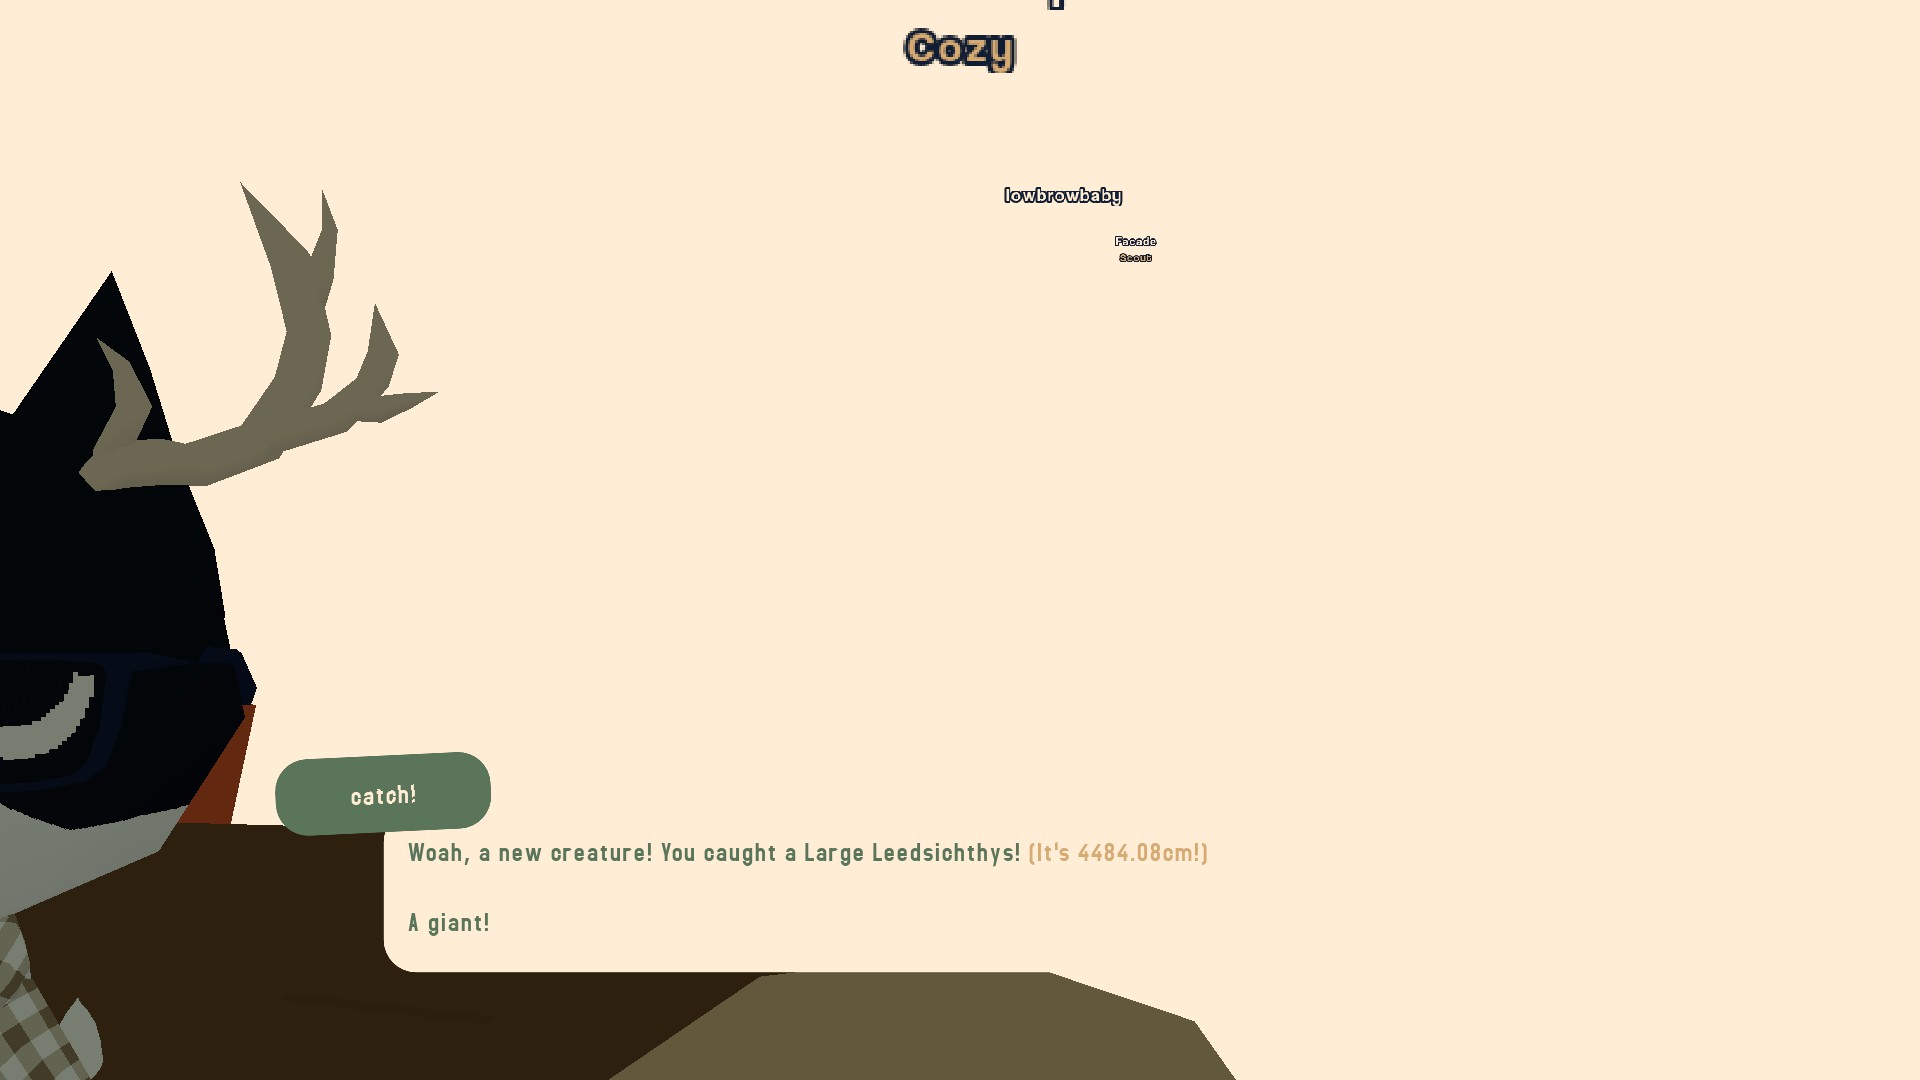 Cozy
lowbrowbaby
Facade
Scout
catch!
Woah, a new creature! You caught a Large Leedsichthys! (It's 4484.08cm!)
A giant!